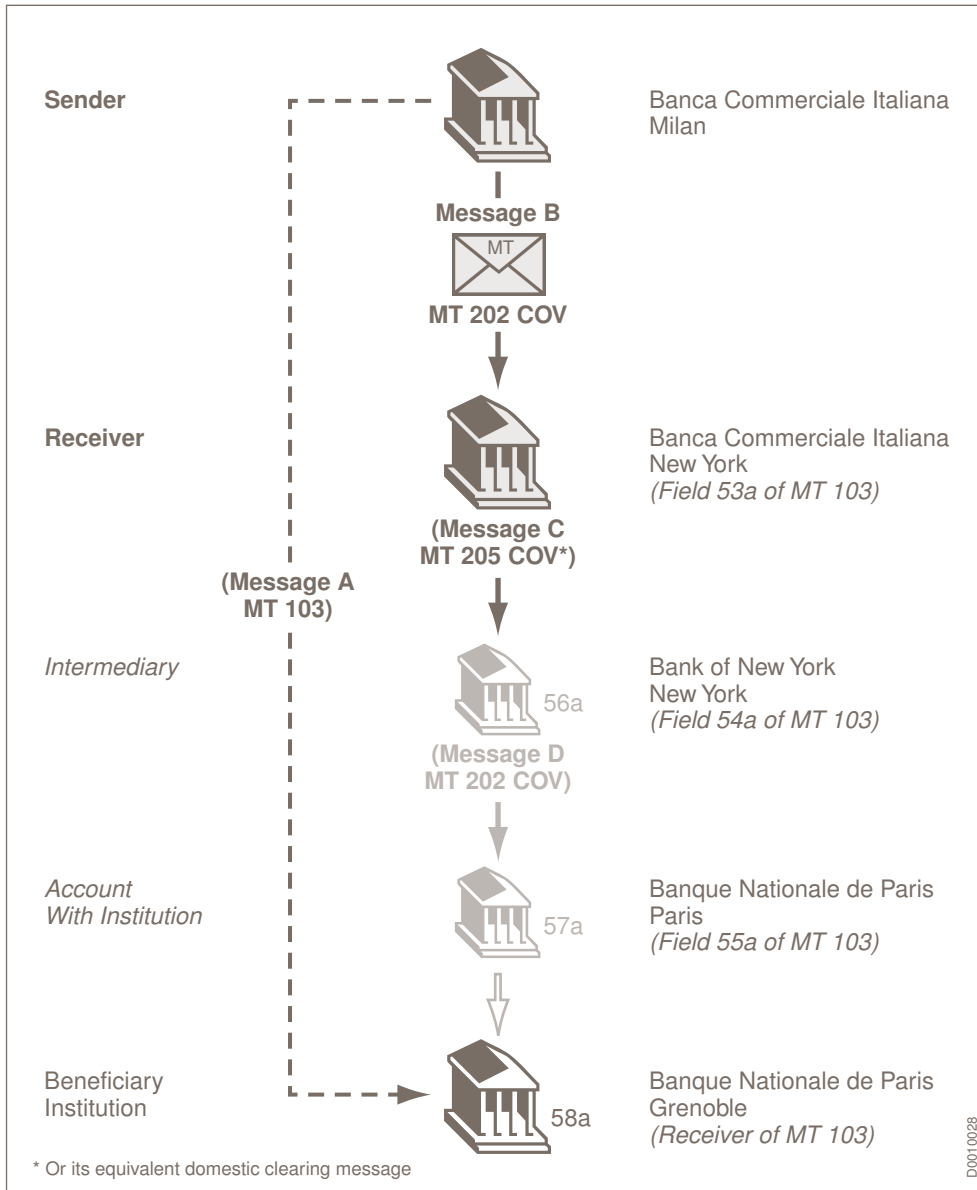 Sender
Banca Commerciale Italiana
Milan
Message B
MT
MT 202 COV
Receiver
Banca Commerciale Italiana
New York
(Field 53a of MT 103)
(Message C
MT 205 COV*)
(Message A
MT 103)
Intermediary
56a
Bank of New York
New York
(Field 54a of MT 103)
(Message D
MT 202 COV)
Account
With Institution
57a
Banque Nationale de Paris
Paris
(Field 55a of MT 103)
Beneficiary
Institution
58a
Banque Nationale de Paris
Grenoble
(Receiver of MT 103)
* Or its equivalent domestic clearing message
D0010028